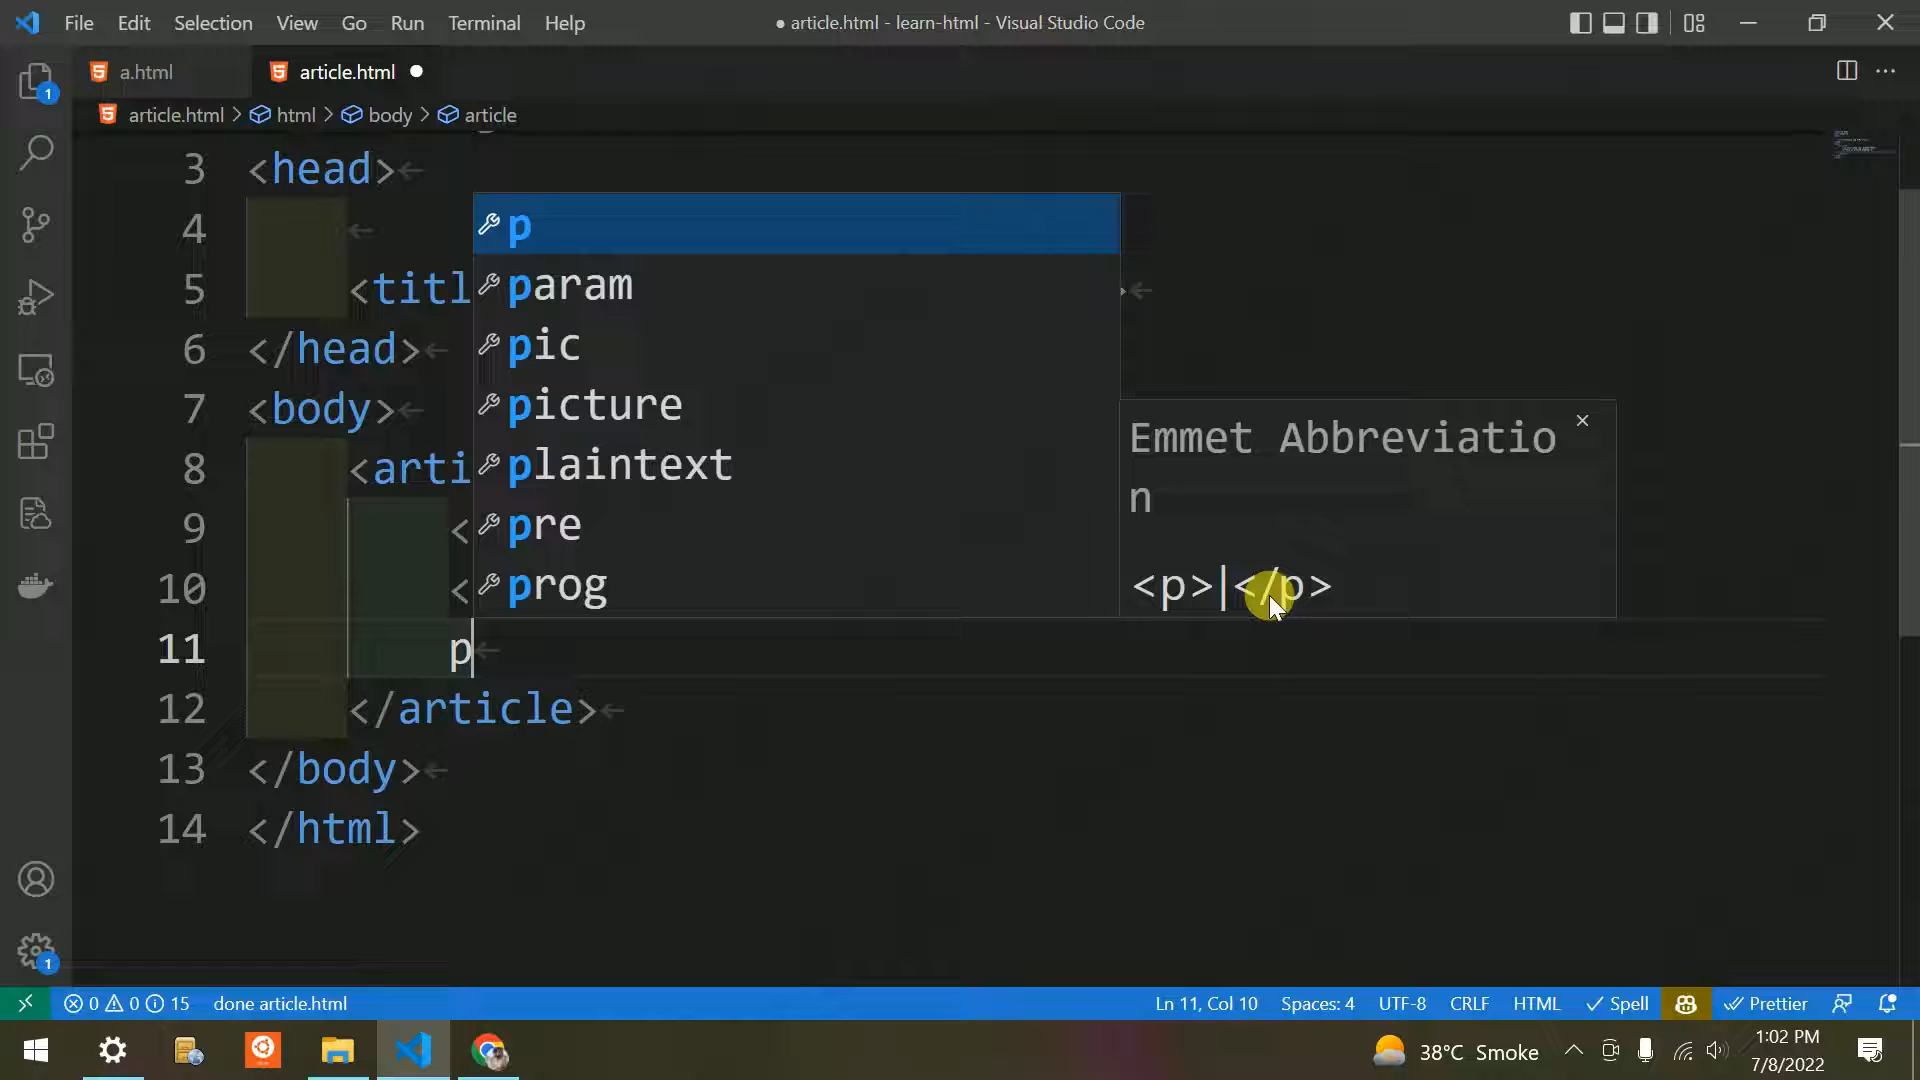 File Edit Selection View Go Run Terminal Help
● article.html - learn-html - Visual Studio Code
a.html
article.html
article.html > html > body > article
3 <head>
4
5 <titl
6 </head>
7 <body>
8 <arti
9 <
10 <
11 p
12 </article>
13 </body>
14 </html>
p
param
pic
picture
plaintext
pre
prog
Emmet Abbreviatio
n
<p>|</p>
1
1
0 0 15 done article.html
Ln 11, Col 10 Spaces: 4 UTF-8 CRLF HTML Spell Prettier
38°C Smoke
1:02 PM
7/8/2022